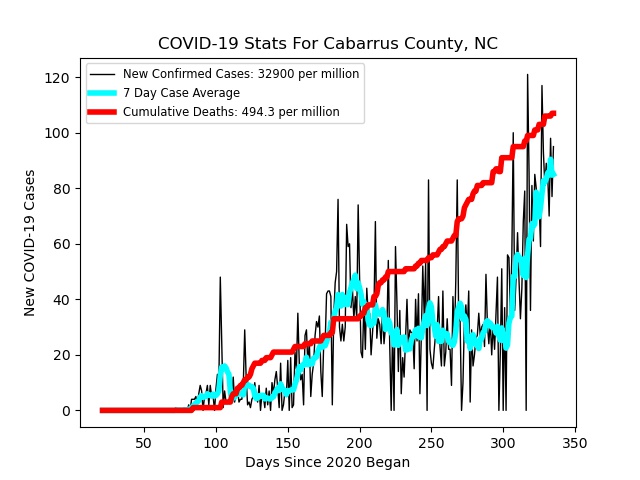 COVID-19 Stats For Cabarrus County, NC
New Confirmed Cases: 32900 per million
7 Day Case Average
Cumulative Deaths: 494.3 per million
New COVID-19 Cases
120
100
80
60
40
20
0
50
100
150
200
250
300
350
Days Since 2020 Began